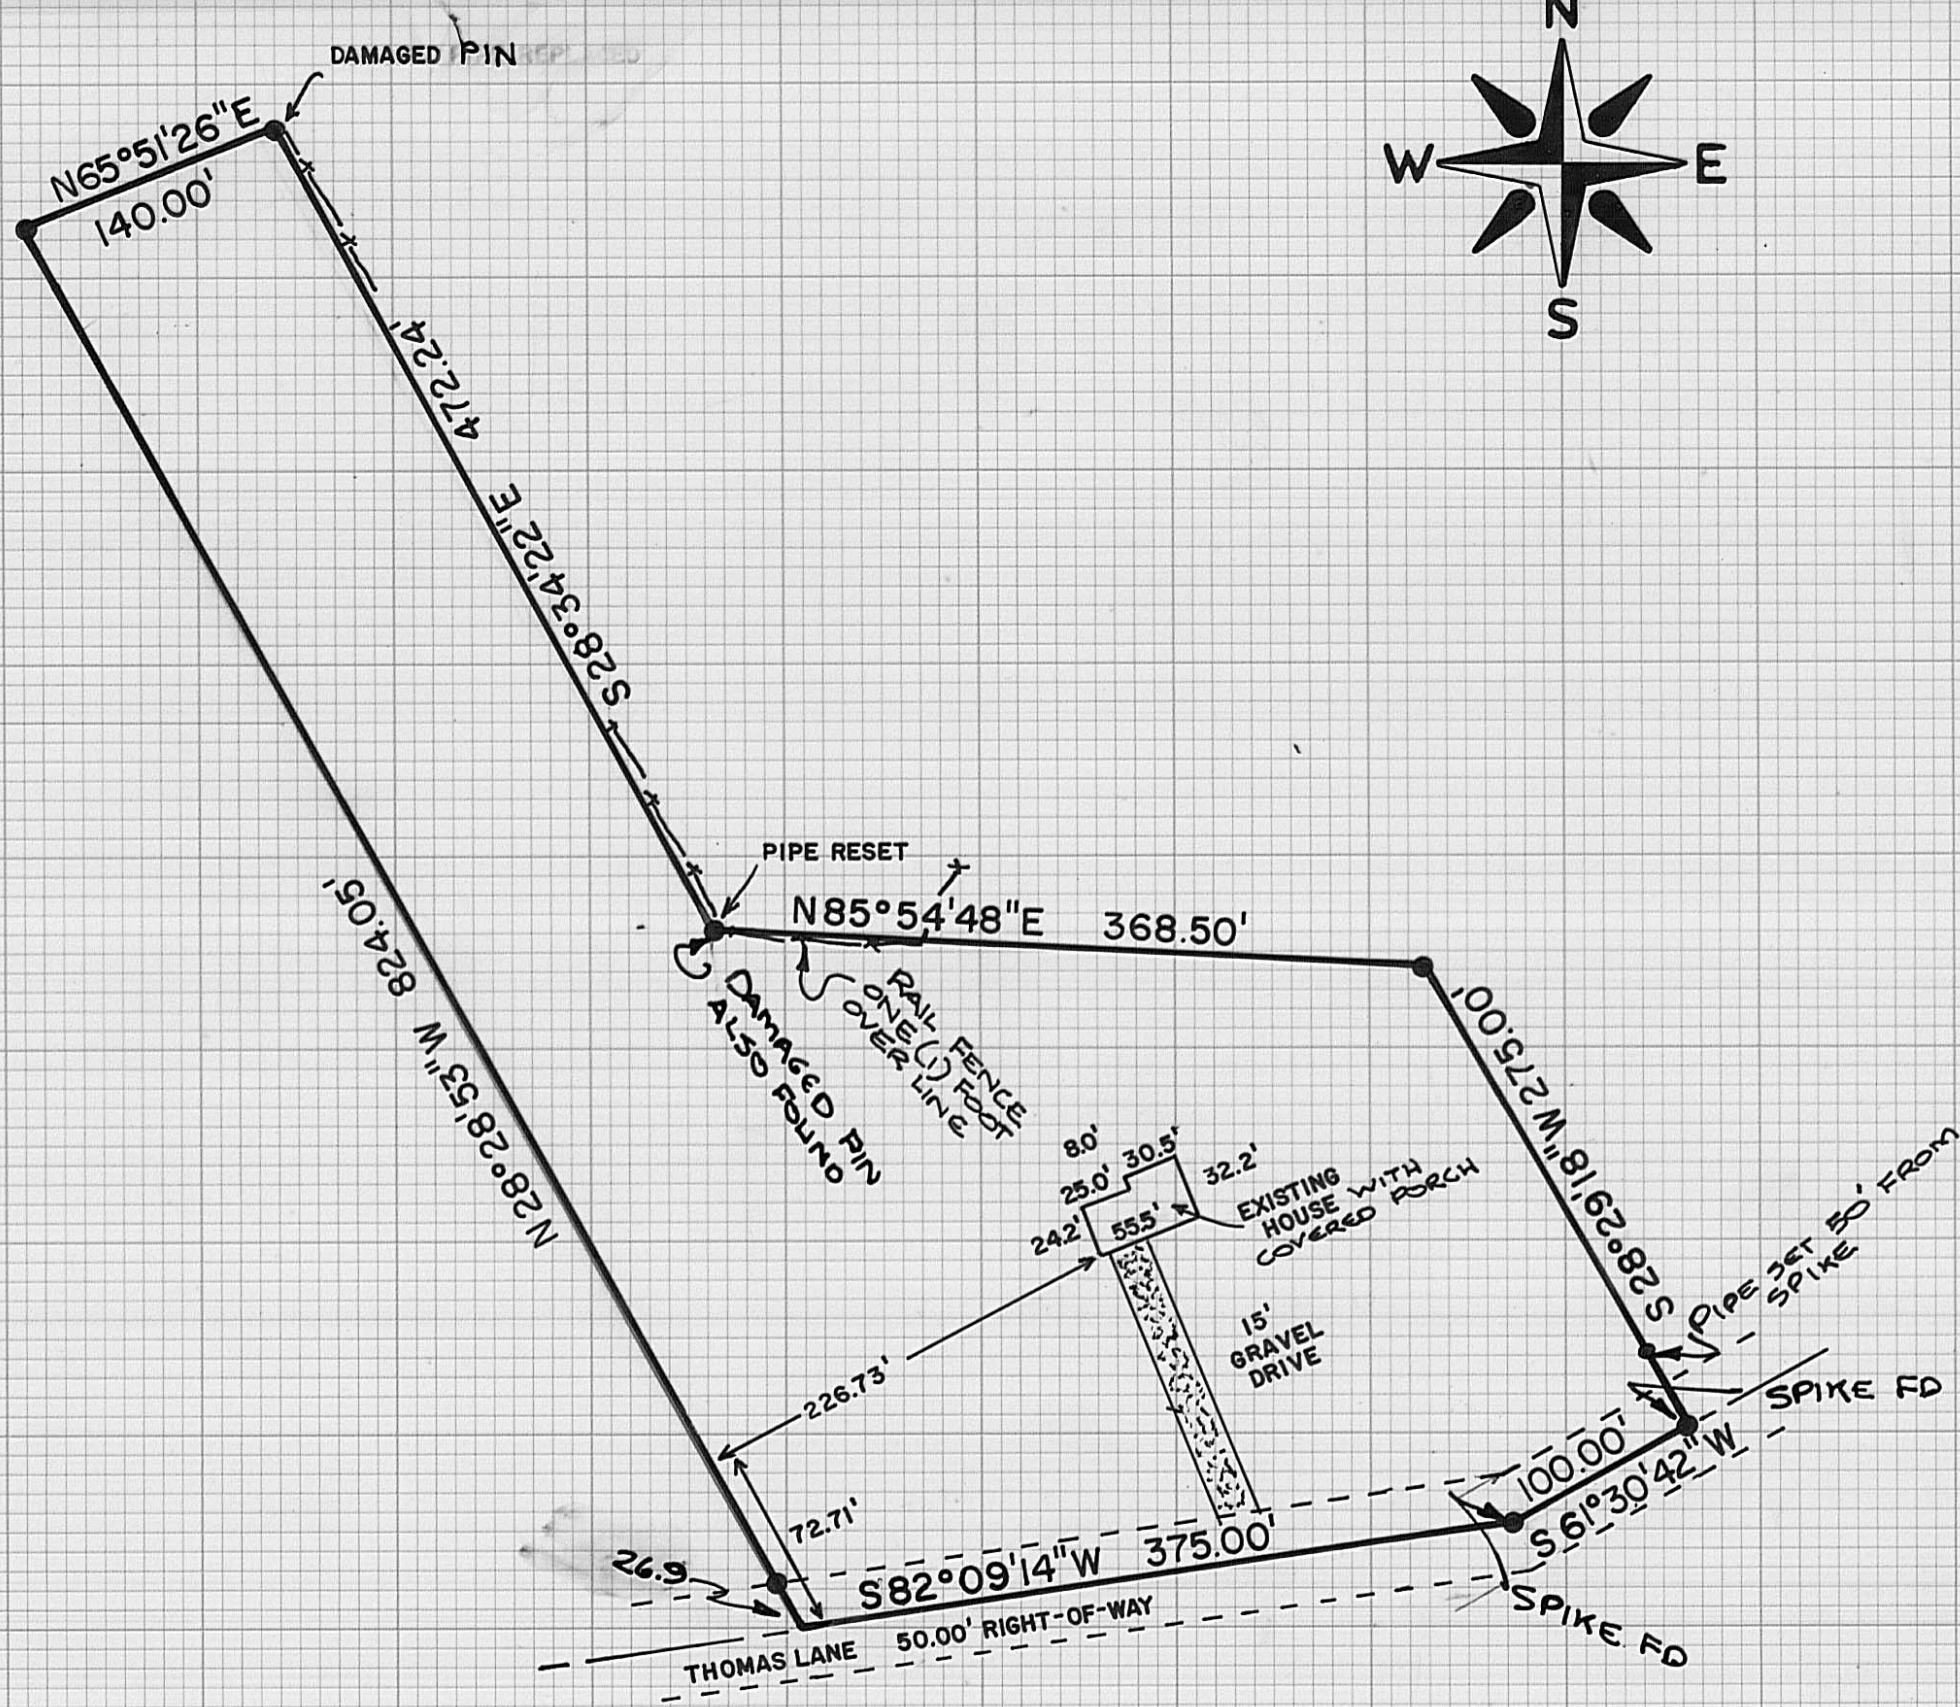 N
W
E
S
DAMAGED PIN
N65°51'26"E
140.00'
472.24'
S28°34'22"E
824.05'
N28°28'53"W
PIPE RESET
N85°54'48"E 368.50'
DAMAGED PIN
ALSO FOUND
RAIL FENCE
ONE (1) FOOT
OVER LINE
S28°29'18"W 275.00'
8.0'
30.5'
25.0'
32.2'
24.2'
55.5'
EXISTING
HOUSE WITH
COVERED PORCH
PIPE SET 50' FROM
SPIKE
15'
GRAVEL
DRIVE
226.73'
72.71'
26.9
SPIKE FD
100.00'
S61°30'42"W
S82°09'14"W 375.00'
SPIKE FD
THOMAS LANE 50.00' RIGHT-OF-WAY